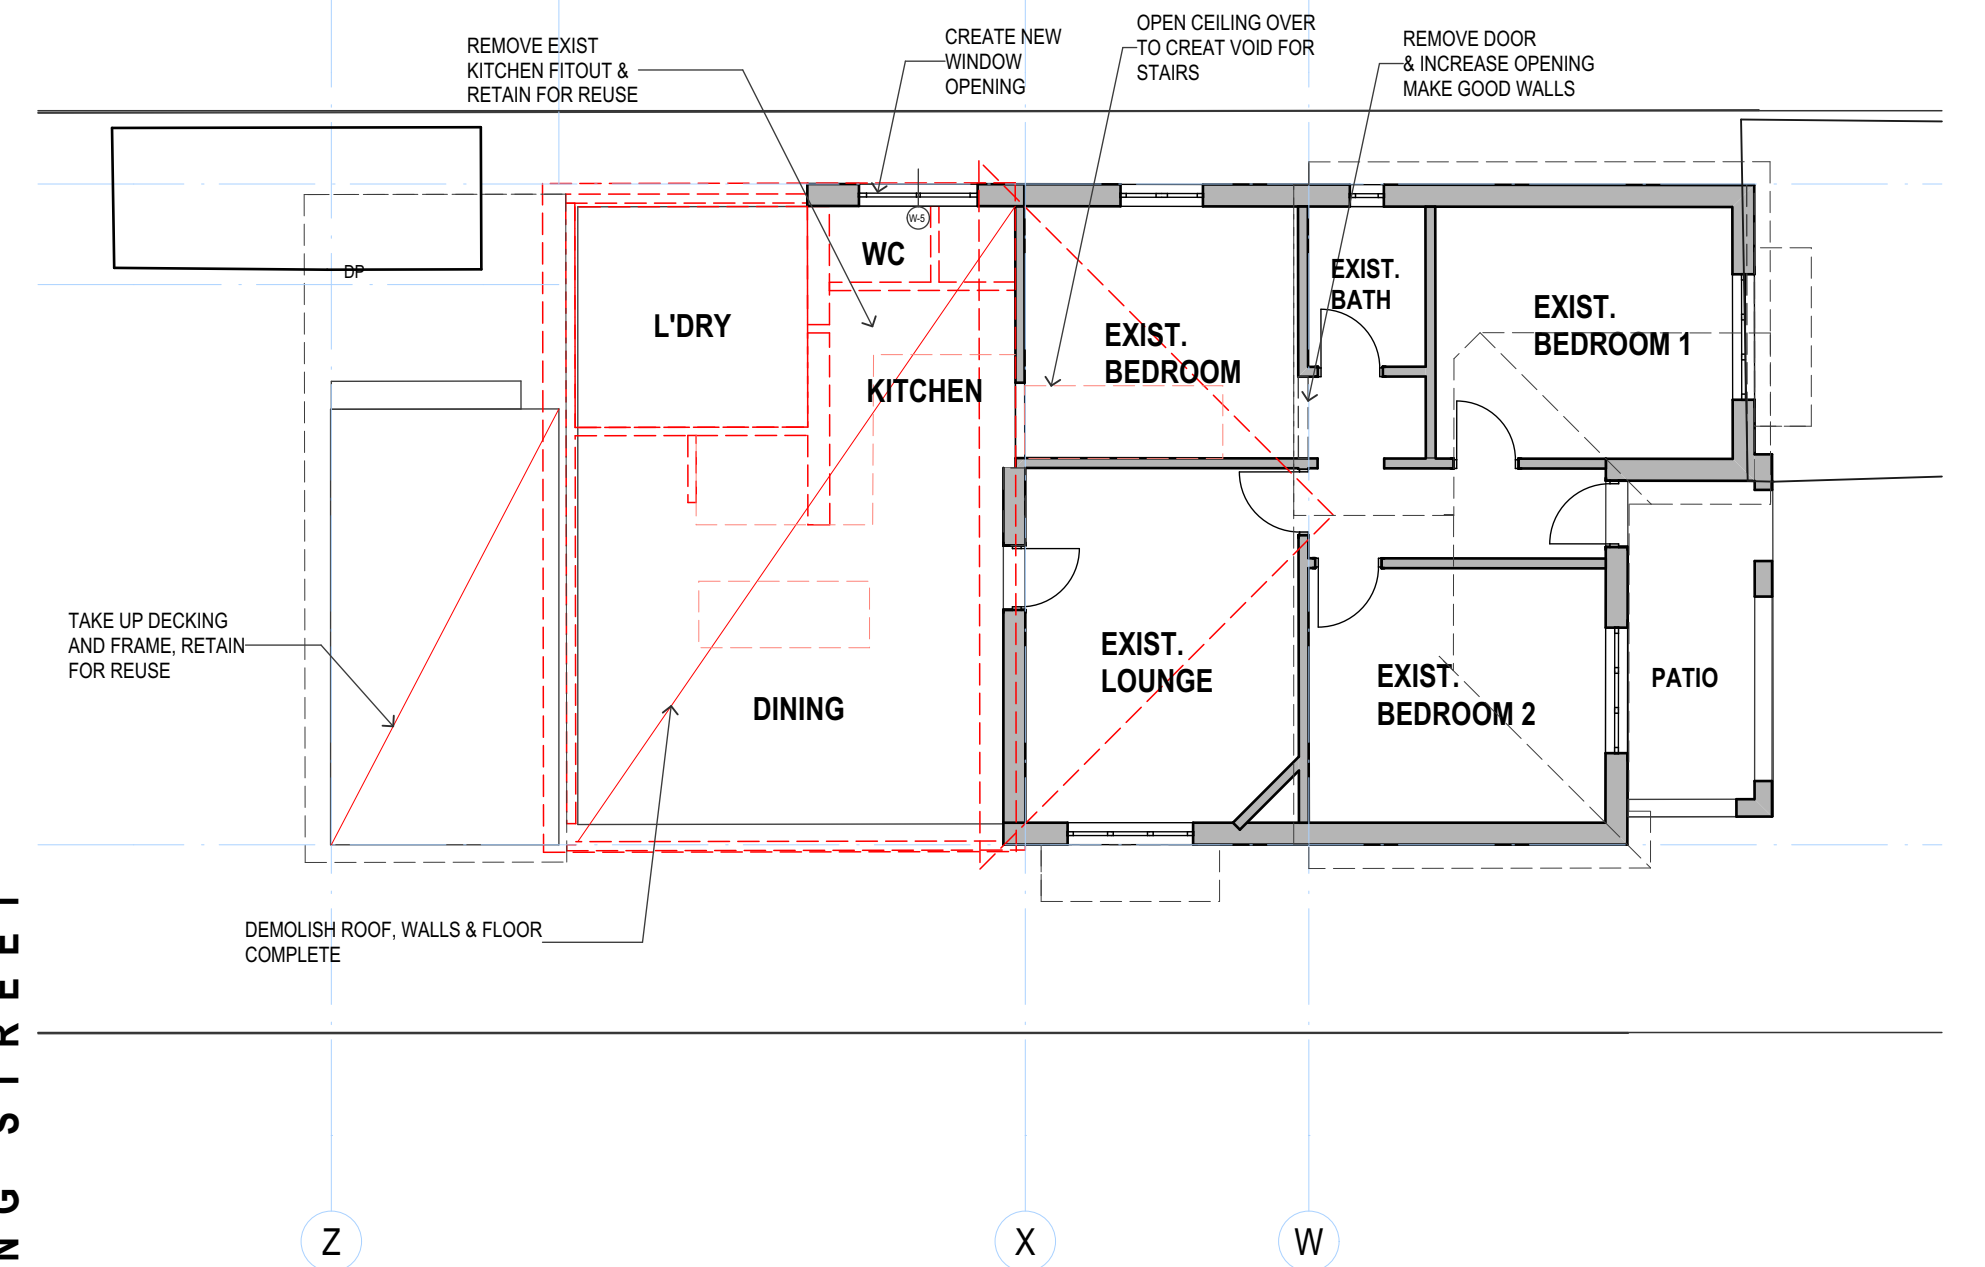 REMOVE EXIST
KITCHEN FITOUT &
RETAIN FOR REUSE
CREATE NEW
WINDOW
OPENING
OPEN CEILING OVER
TO CREAT VOID FOR
STAIRS
REMOVE DOOR
& INCREASE OPENING
MAKE GOOD WALLS
W-5
WC
DP
L'DRY
KITCHEN
EXIST.
BEDROOM
EXIST.
BATH
EXIST.
BEDROOM 1
TAKE UP DECKING
AND FRAME, RETAIN
FOR REUSE
DINING
EXIST.
LOUNGE
EXIST.
BEDROOM 2
PATIO
DEMOLISH ROOF, WALLS & FLOOR
COMPLETE
NG STREET
Z
X
W